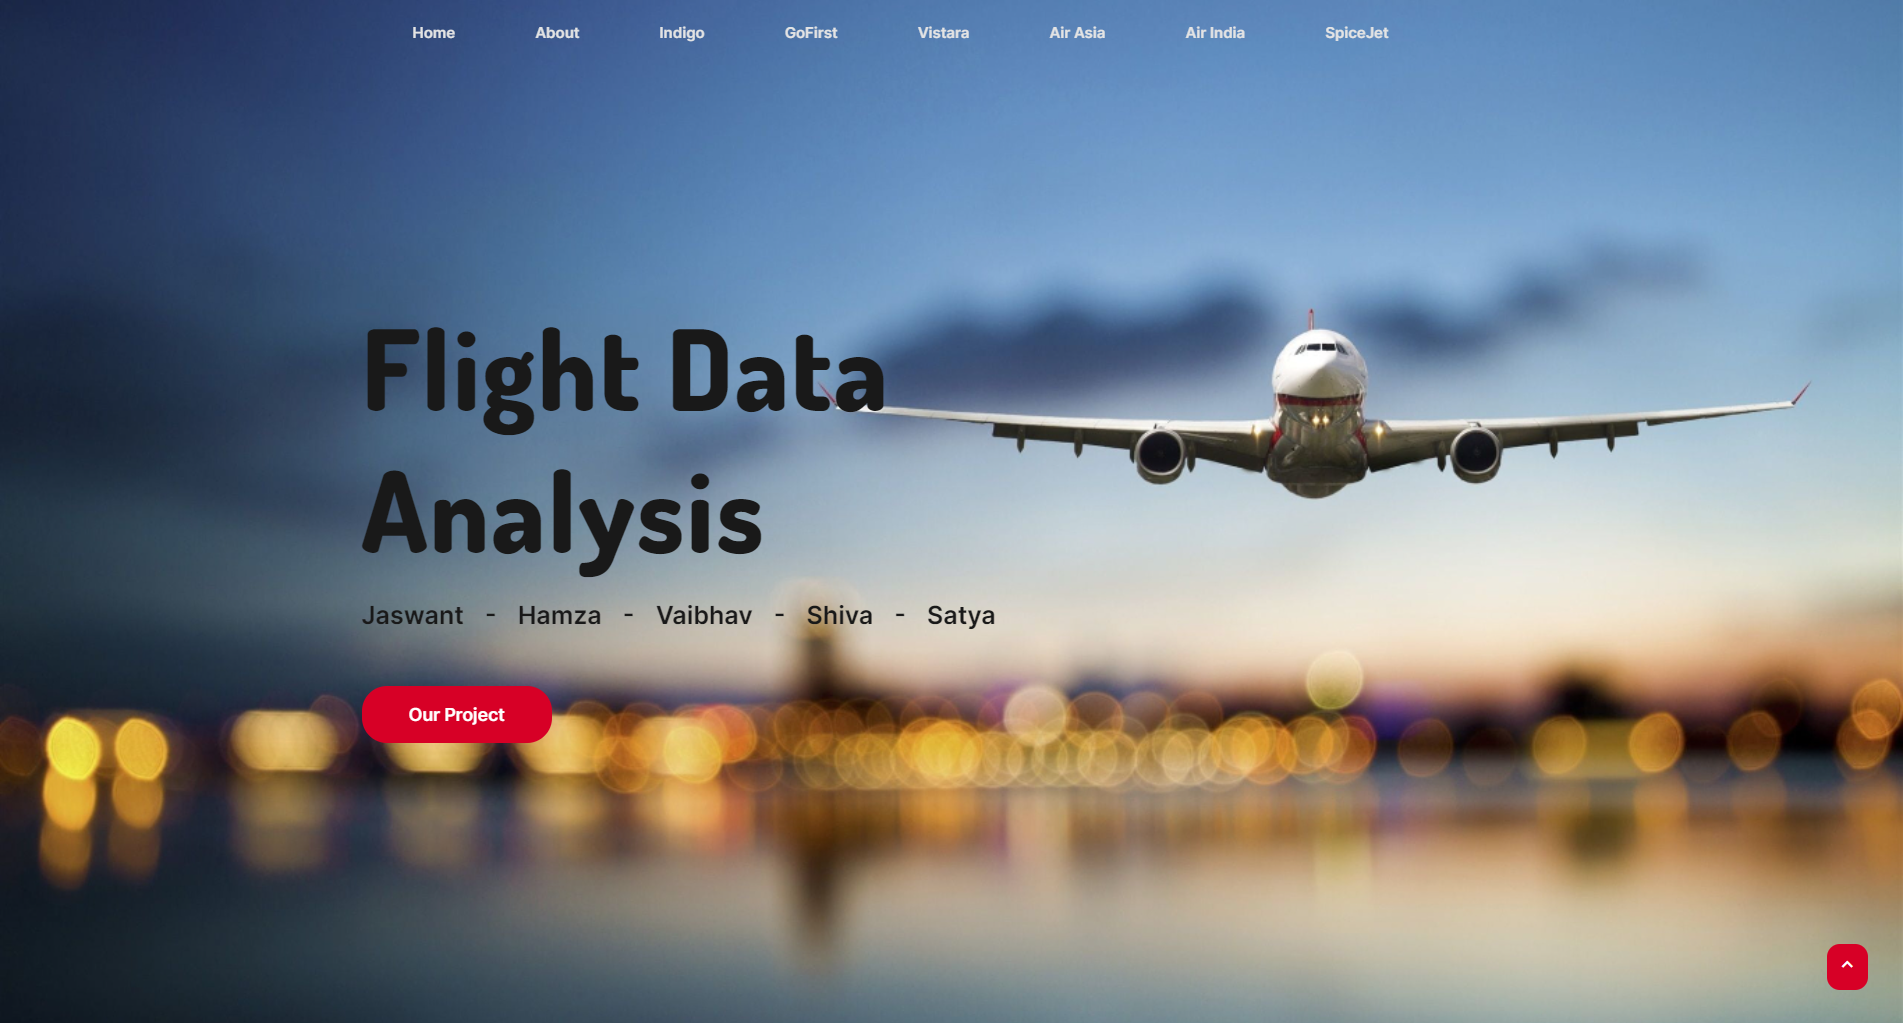 Home About Indigo GoFirst Vistara Air Asia Air India SpiceJet
Flight Data
Analysis
Jaswant - Hamza - Vaibhav - Shiva - Satya
Our Project